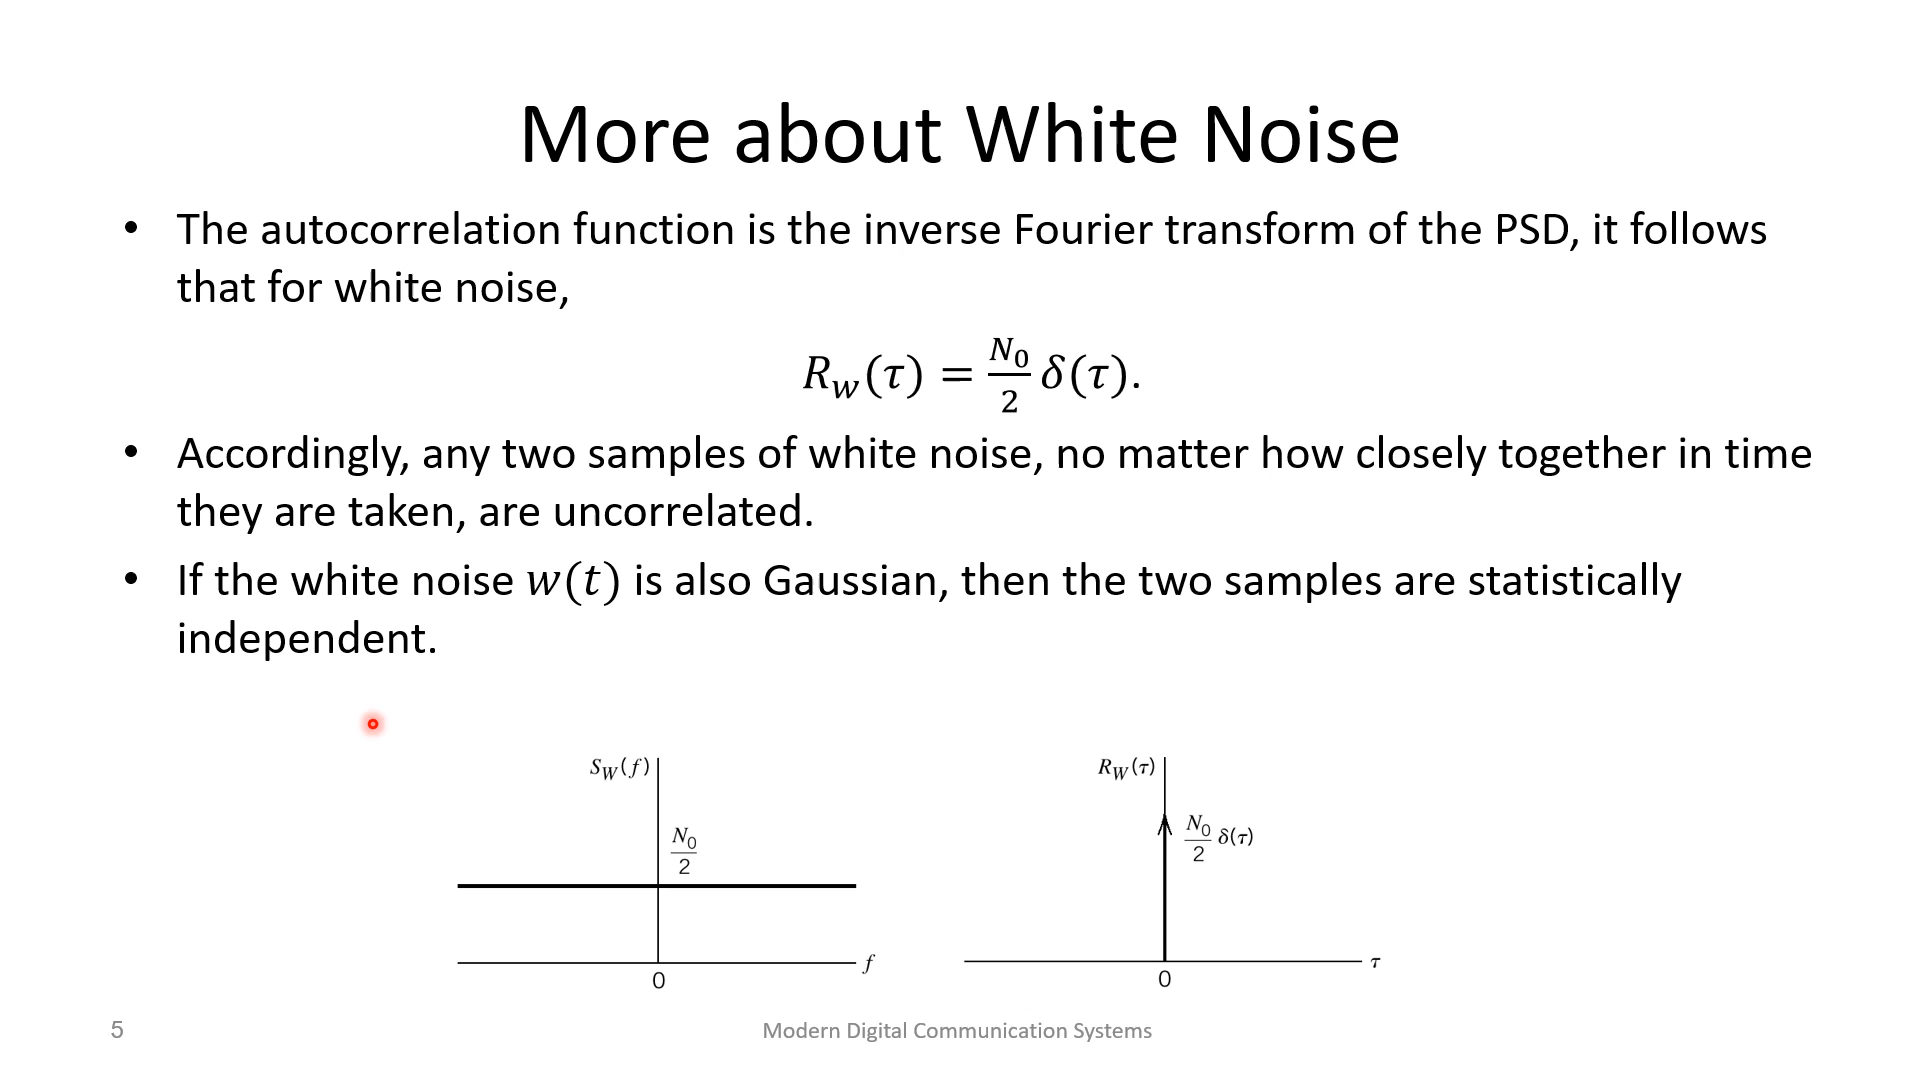 More about White Noise
• The autocorrelation function is the inverse Fourier transform of the PSD, it follows
that for white noise,
R_w(τ) = N_0/2 δ(τ).
• Accordingly, any two samples of white noise, no matter how closely together in time
they are taken, are uncorrelated.
• If the white noise w(t) is also Gaussian, then the two samples are statistically
independent.
S_W(f)
N_0/2
f
0
R_W(τ)
N_0/2 δ(τ)
τ
0
5
Modern Digital Communication Systems